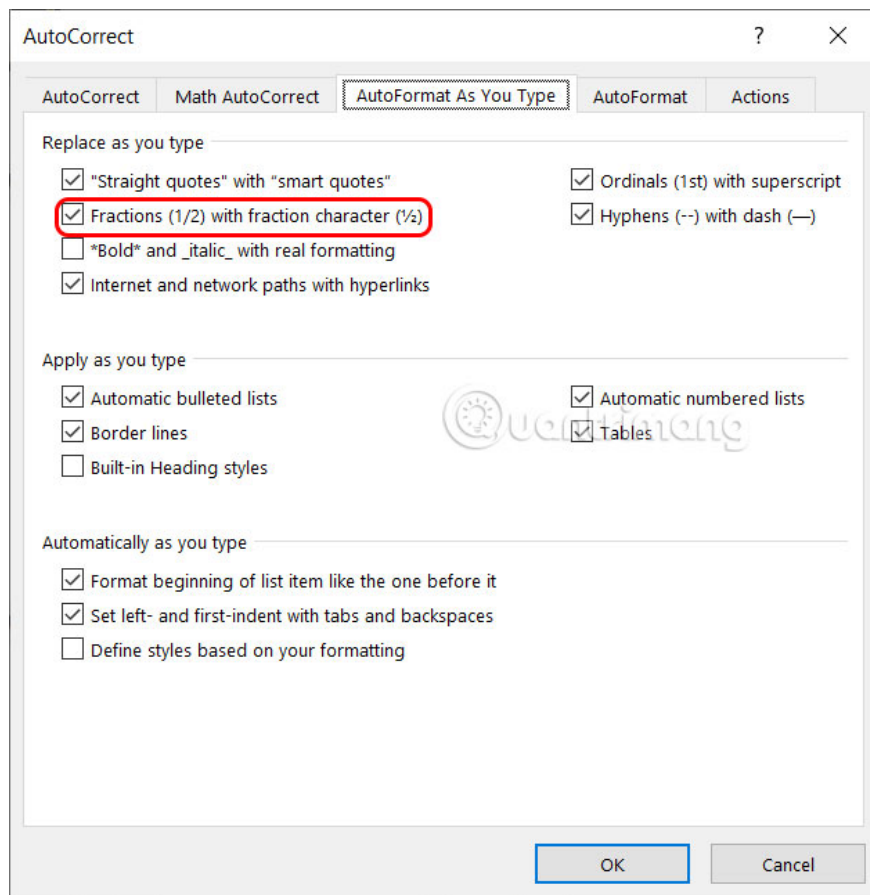 AutoCorrect ?
AutoCorrect Math AutoCorrect AutoFormat As You Type AutoFormat Actions
Replace as you type
"Straight quotes" with “smart quotes”
Ordinals (1st) with superscript
Fractions (1/2) with fraction character (½)
Hyphens (--) with dash (—)
*Bold* and _italic_ with real formatting
Internet and network paths with hyperlinks
Apply as you type
Automatic bulleted lists
Automatic numbered lists
Border lines
Tables
Built-in Heading styles
Quantrimang
Automatically as you type
Format beginning of list item like the one before it
Set left- and first-indent with tabs and backspaces
Define styles based on your formatting
OK Cancel